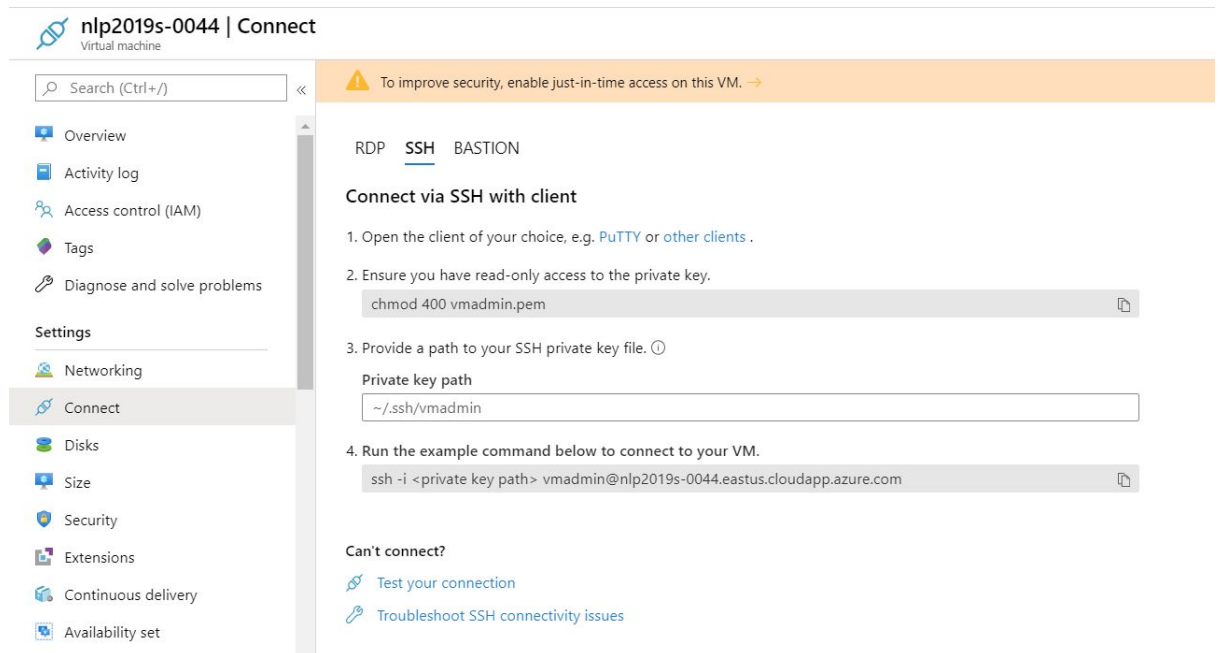 nlp2019s-0044 | Connect
Virtual machine
Search (Ctrl+/)
«
Overview
Activity log
Access control (IAM)
Tags
Diagnose and solve problems
Settings
Networking
Connect
Disks
Size
Security
Extensions
Continuous delivery
Availability set
To improve security, enable just-in-time access on this VM. →
RDP SSH BASTION
Connect via SSH with client
1. Open the client of your choice, e.g. PuTTY or other clients .
2. Ensure you have read-only access to the private key.
chmod 400 vmadmin.pem
3. Provide a path to your SSH private key file.
Private key path
~/.ssh/vmadmin
4. Run the example command below to connect to your VM.
ssh -i <private key path> vmadmin@nlp2019s-0044.eastus.cloudapp.azure.com
Can't connect?
Test your connection
Troubleshoot SSH connectivity issues